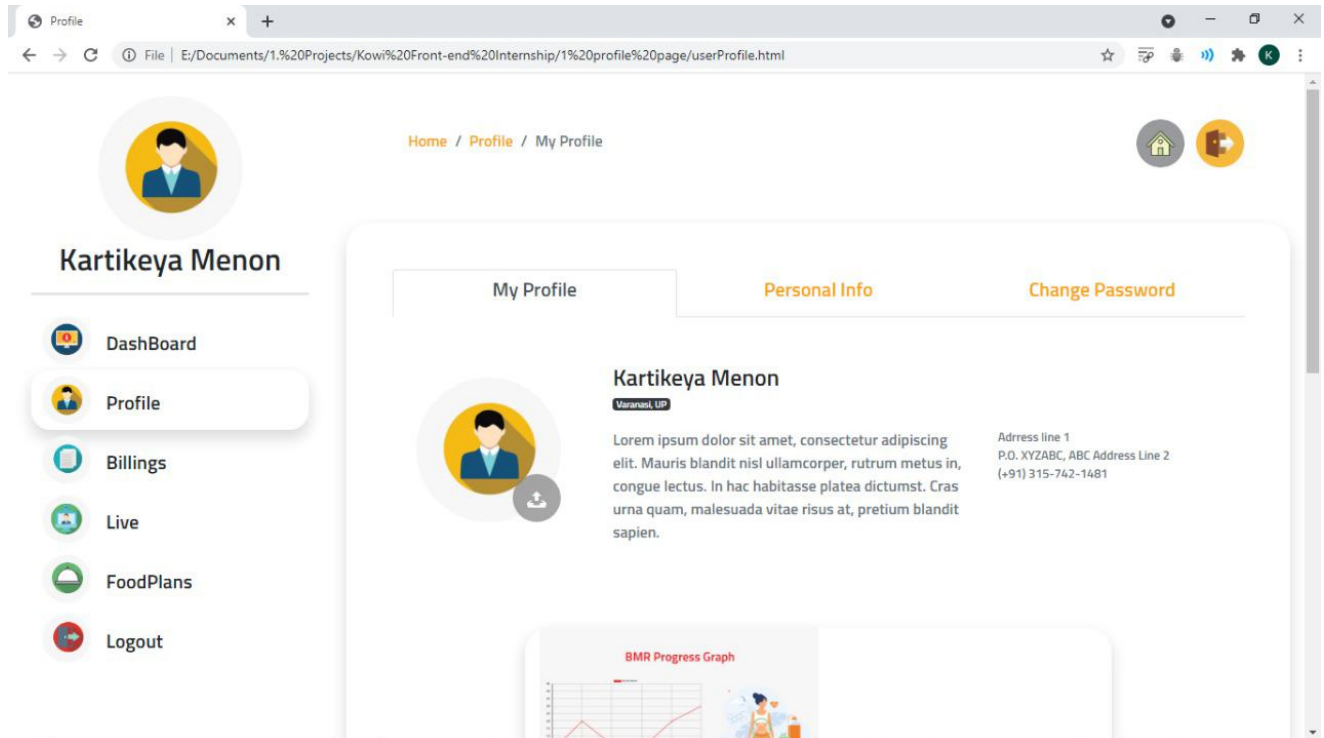 Profile
File | E:/Documents/1.%20Projects/Kowi%20Front-end%20Internship/1%20profile%20page/userProfile.html
K
Kartikeya Menon
DashBoard
Profile
Billings
Live
FoodPlans
Logout
Home / Profile / My Profile
My Profile
Personal Info
Change Password
Kartikeya Menon
Varanasi, UP
Lorem ipsum dolor sit amet, consectetur adipiscing
elit. Mauris blandit nisl ullamcorper, rutrum metus in,
congue lectus. In hac habitasse platea dictumst. Cras
urna quam, malesuada vitae risus at, pretium blandit
sapien.
Adrress line 1
P.O. XYZABC, ABC Address Line 2
(+91) 315-742-1481
BMR Progress Graph